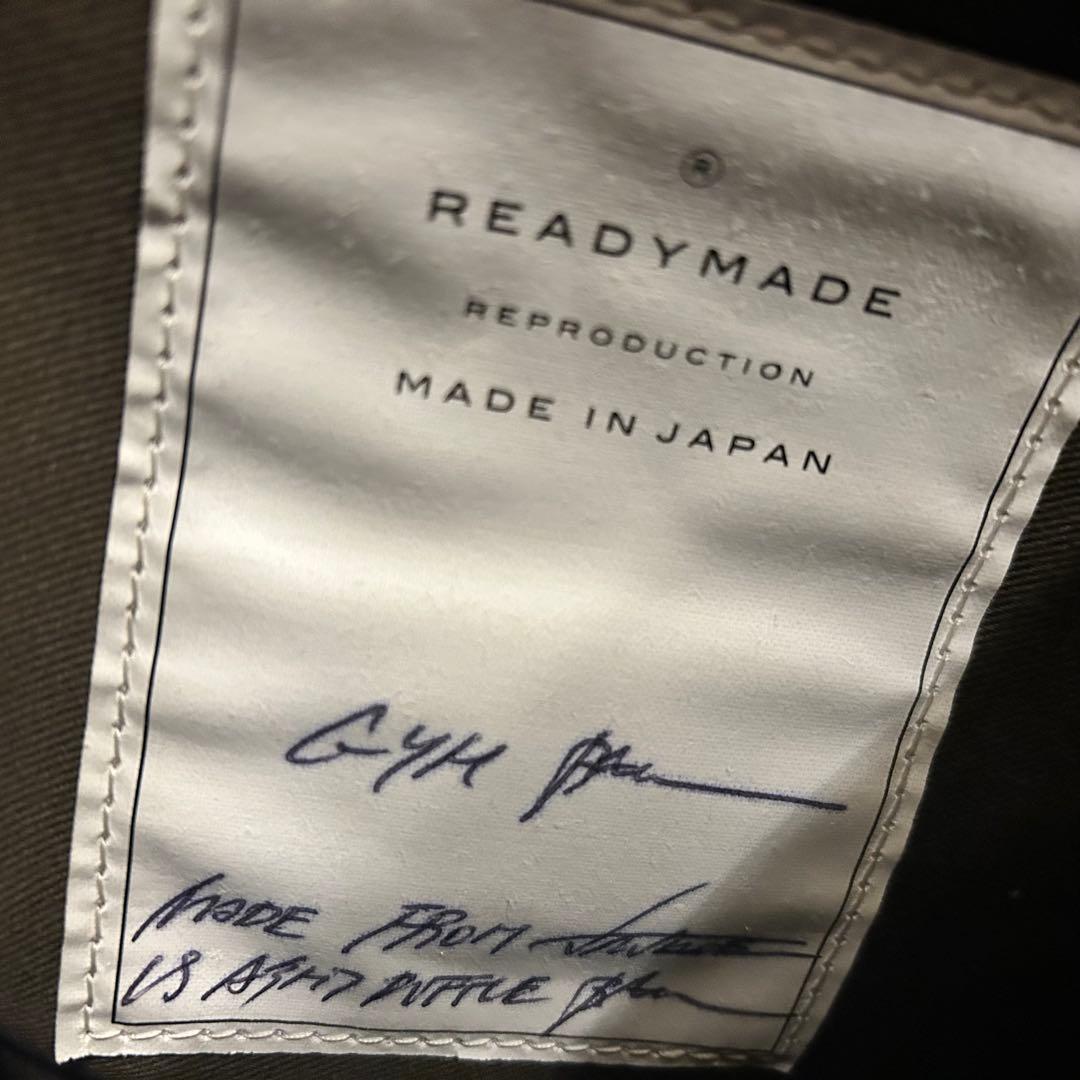 ®
READYMADE
REPRODUCTION
MADE IN JAPAN
GYM
MADE FROM
US ARMY DUFFLE